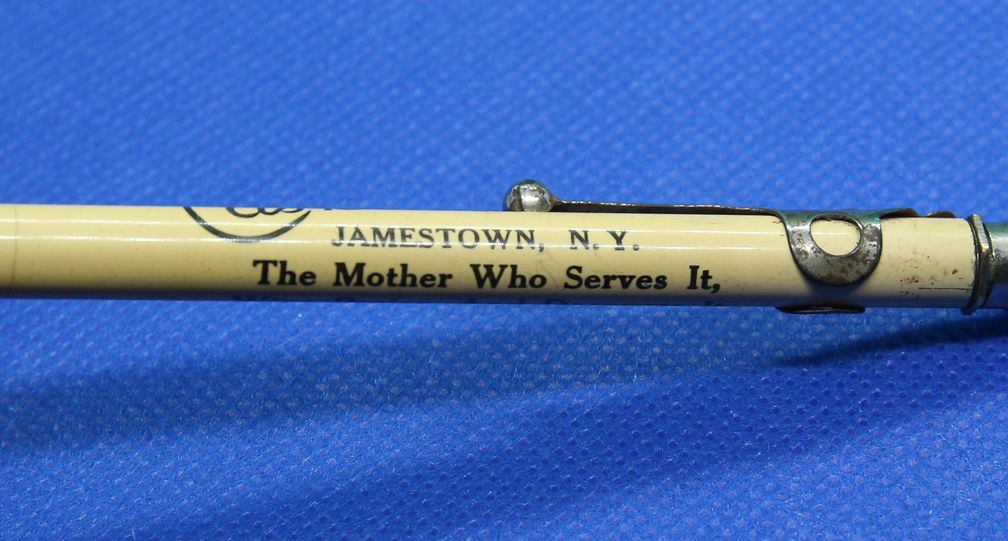 JAMESTOWN, N. Y.
The Mother Who Serves It,